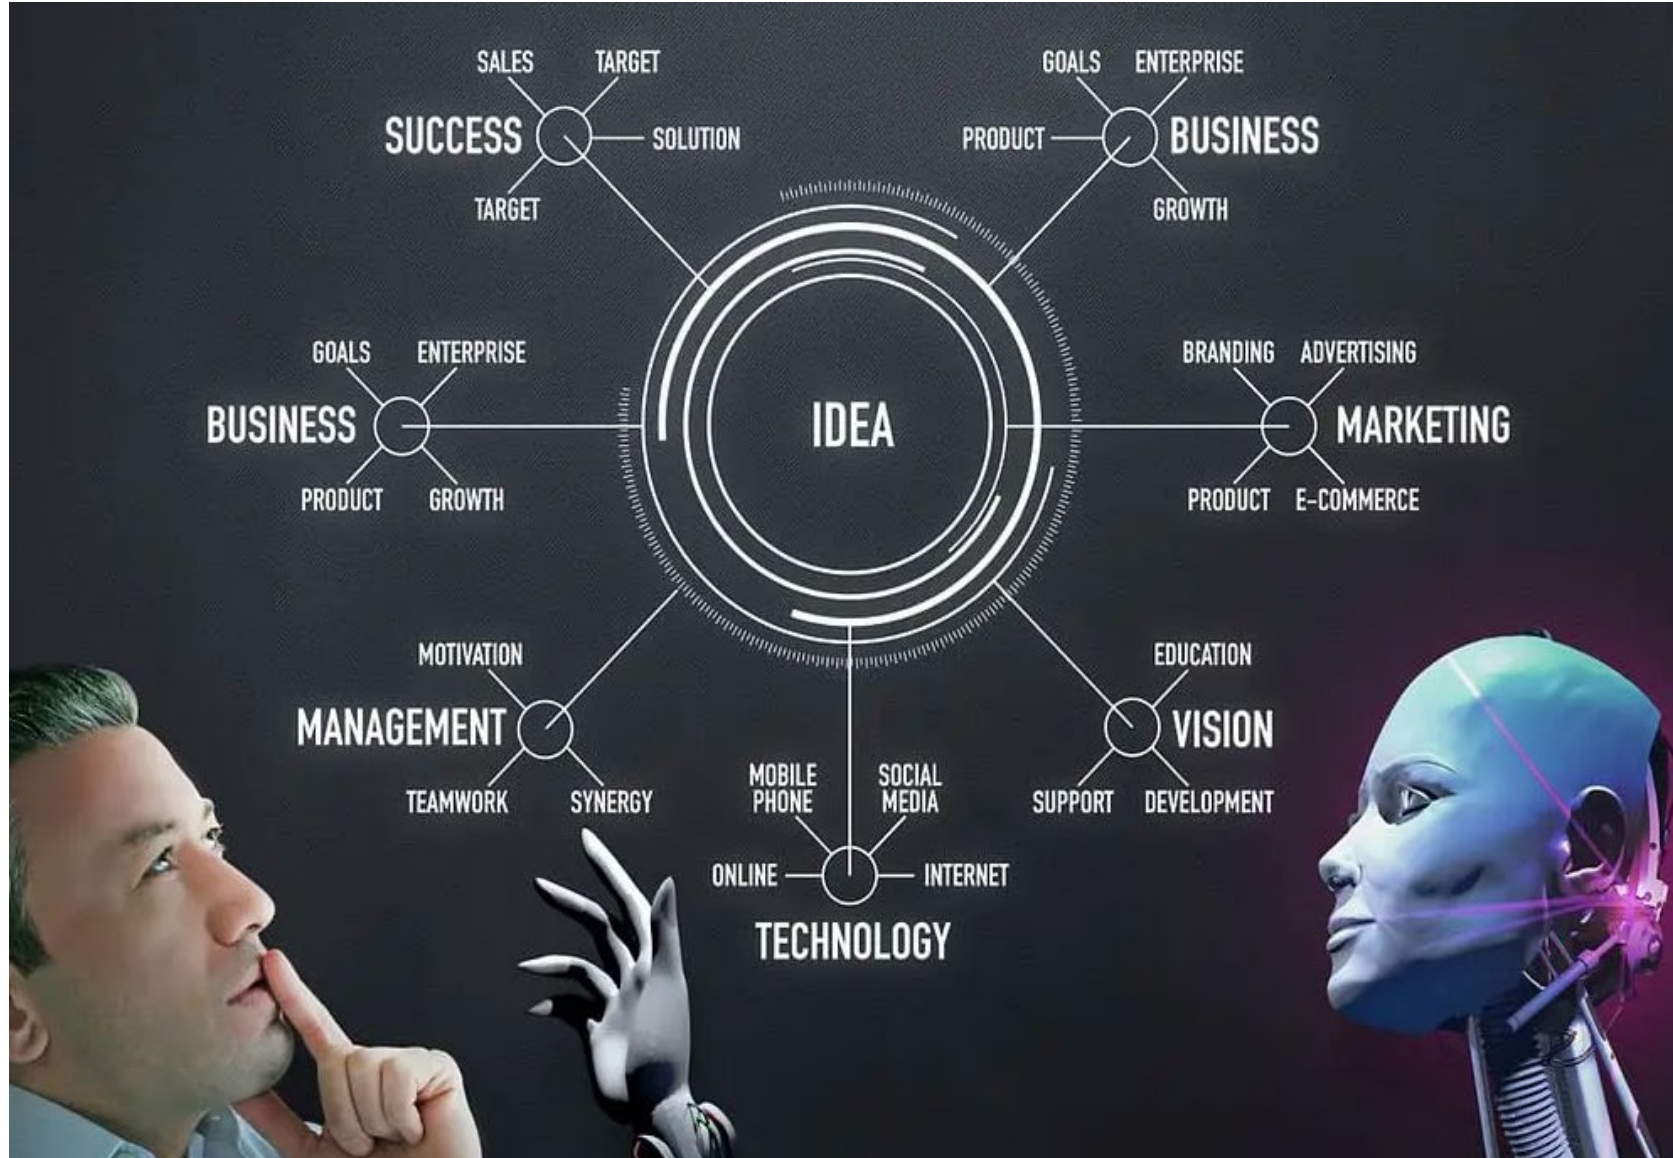 SALES TARGET
GOALS ENTERPRISE
SUCCESS SOLUTION
PRODUCT BUSINESS
TARGET
GROWTH
GOALS ENTERPRISE
BRANDING ADVERTISING
BUSINESS
IDEA
MARKETING
PRODUCT GROWTH
PRODUCT E-COMMERCE
MOTIVATION
EDUCATION
MANAGEMENT
VISION
TEAMWORK SYNERGY
MOBILE
PHONE
SOCIAL
MEDIA
SUPPORT DEVELOPMENT
ONLINE
INTERNET
TECHNOLOGY